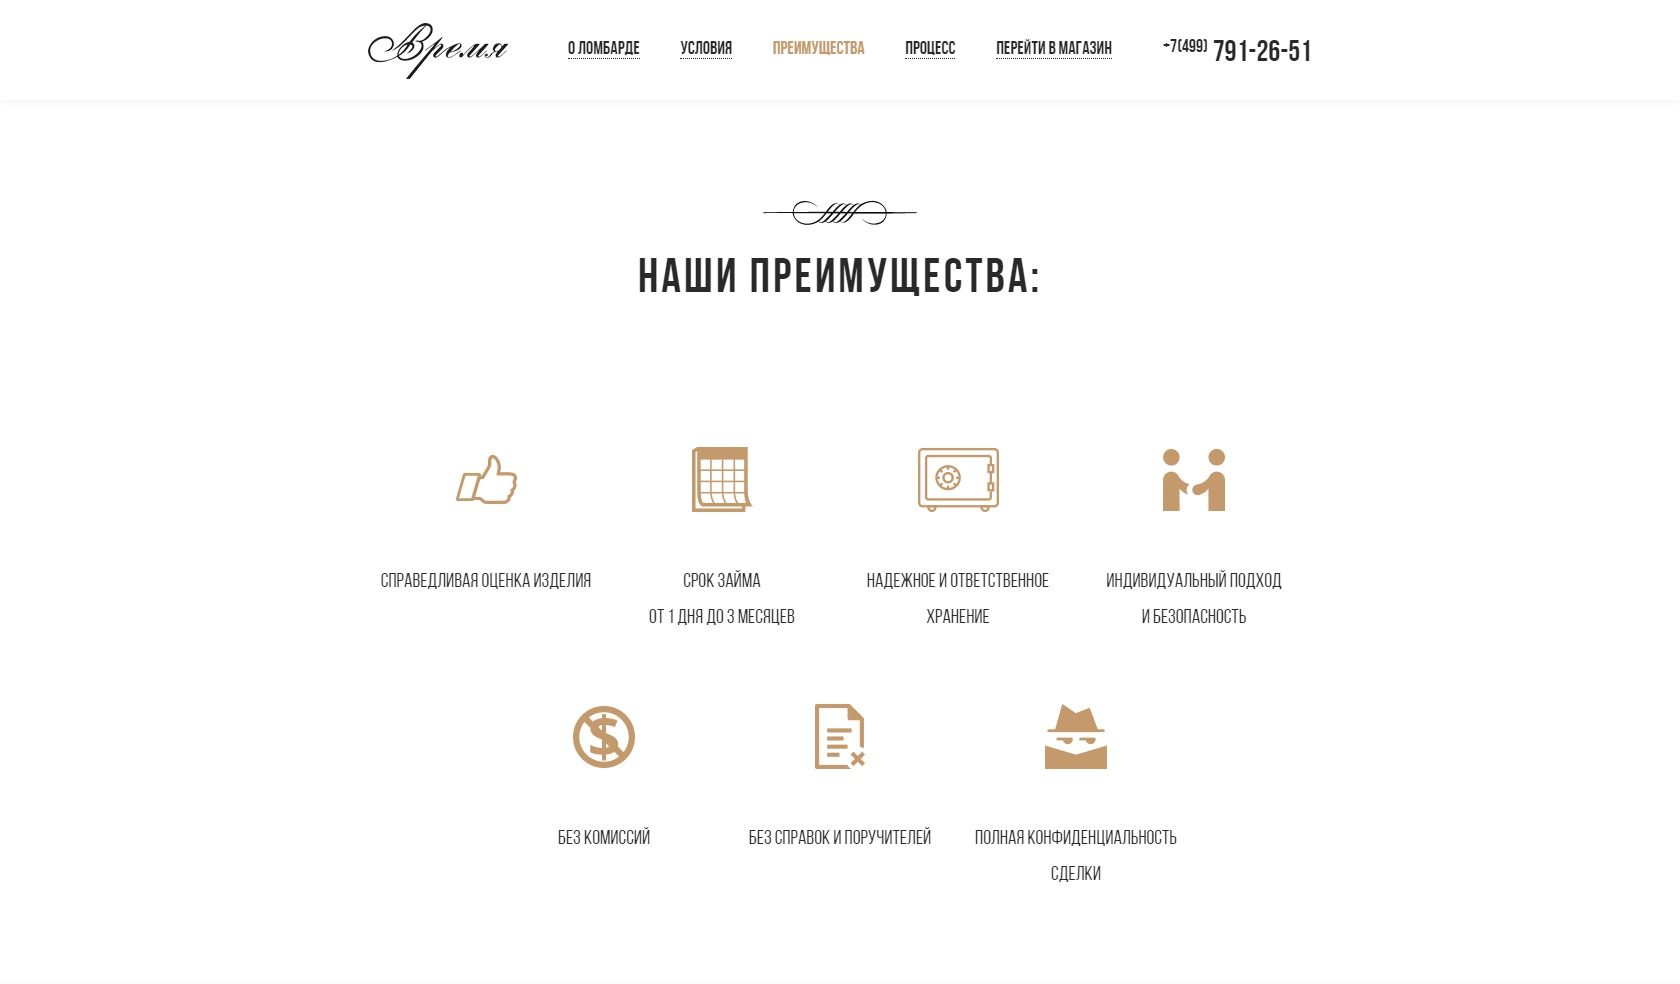 Время
О ЛОМБАРДЕ УСЛОВИЯ ПРЕИМУЩЕСТВА ПРОЦЕСС ПЕРЕЙТИ В МАГАЗИН +7(499) 791-26-51
НАШИ ПРЕИМУЩЕСТВА:
СПРАВЕДЛИВАЯ ОЦЕНКА ИЗДЕЛИЯ
СРОК ЗАЙМА
ОТ 1 ДНЯ ДО 3 МЕСЯЦЕВ
НАДЕЖНОЕ И ОТВЕТСТВЕННОЕ
ХРАНЕНИЕ
ИНДИВИДУАЛЬНЫЙ ПОДХОД
И БЕЗОПАСНОСТЬ
БЕЗ КОМИССИЙ
БЕЗ СПРАВОК И ПОРУЧИТЕЛЕЙ
ПОЛНАЯ КОНФИДЕНЦИАЛЬНОСТЬ
СДЕЛКИ